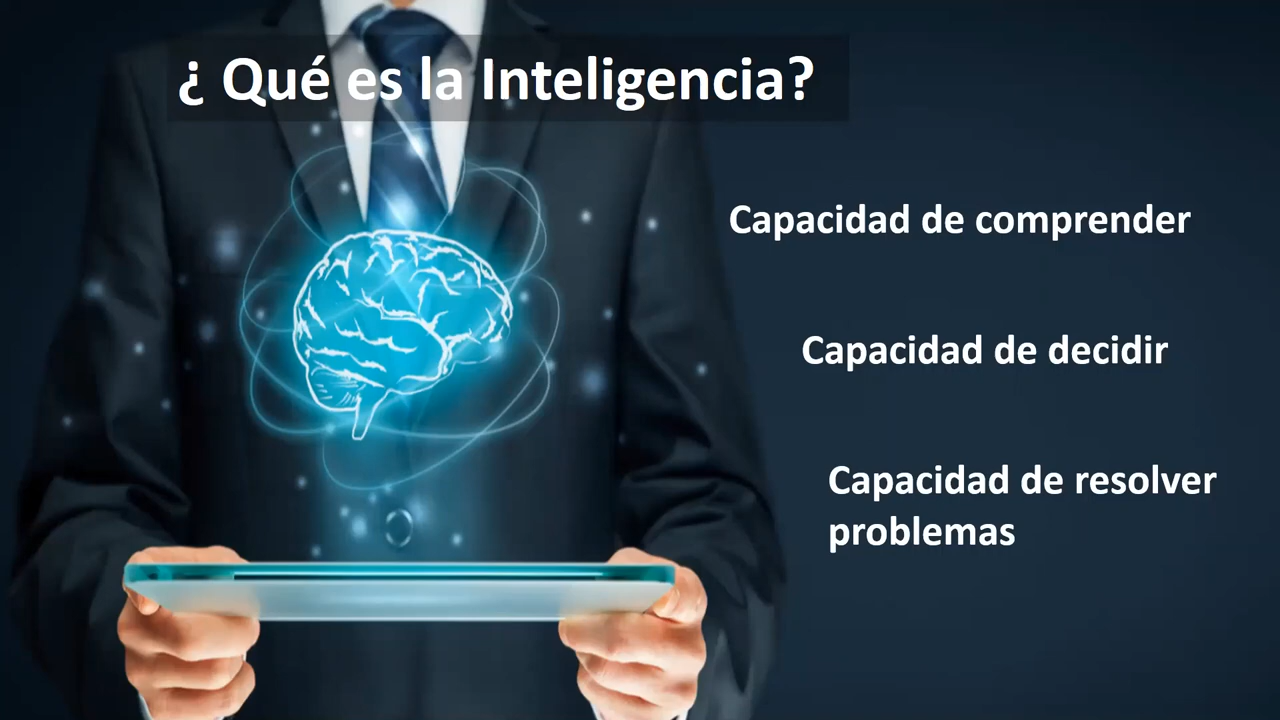 ¿ Qué es la Inteligencia?
Capacidad de comprender
Capacidad de decidir
Capacidad de resolver
problemas